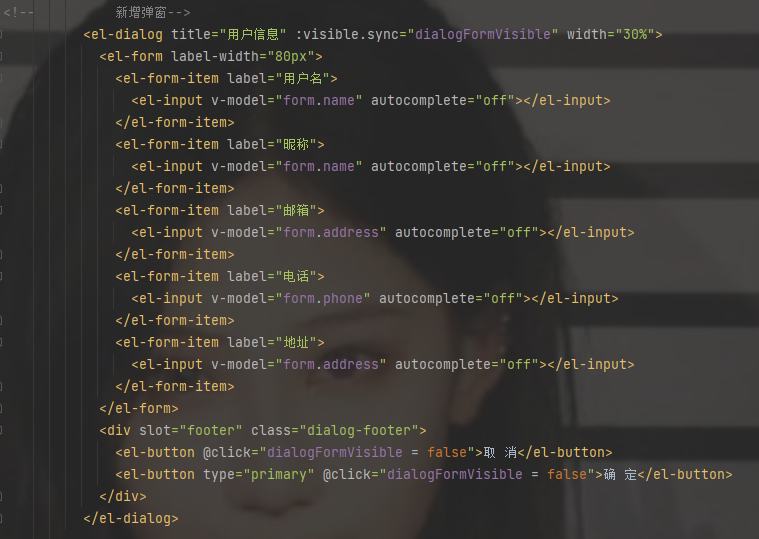 <!--          新增弹窗-->
<el-dialog title="用户信息" :visible.sync="dialogFormVisible" width="30%">
<el-form label-width="80px">
<el-form-item label="用户名">
<el-input v-model="form.name" autocomplete="off"></el-input>
</el-form-item>
<el-form-item label="昵称">
<el-input v-model="form.name" autocomplete="off"></el-input>
</el-form-item>
<el-form-item label="邮箱">
<el-input v-model="form.address" autocomplete="off"></el-input>
</el-form-item>
<el-form-item label="电话">
<el-input v-model="form.phone" autocomplete="off"></el-input>
</el-form-item>
<el-form-item label="地址">
<el-input v-model="form.address" autocomplete="off"></el-input>
</el-form-item>
</el-form>
<div slot="footer" class="dialog-footer">
<el-button @click="dialogFormVisible = false">取 消</el-button>
<el-button type="primary" @click="dialogFormVisible = false">确 定</el-button>
</div>
</el-dialog>